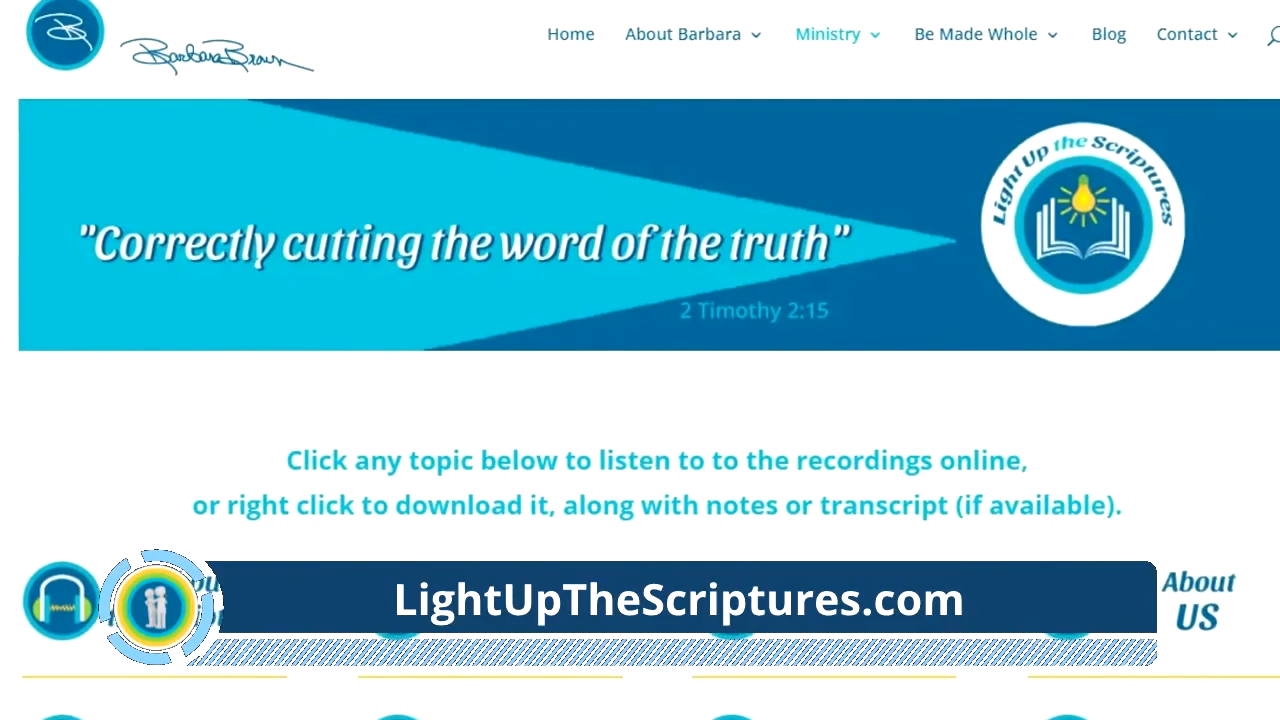 Home About Barbara Ministry Be Made Whole Blog Contact
Barbara Brown
Light Up the Scriptures
"Correctly cutting the word of the truth"
2 Timothy 2:15
Click any topic below to listen to to the recordings online,
or right click to download it, along with notes or transcript (if available).
LightUpTheScriptures.com
About
US